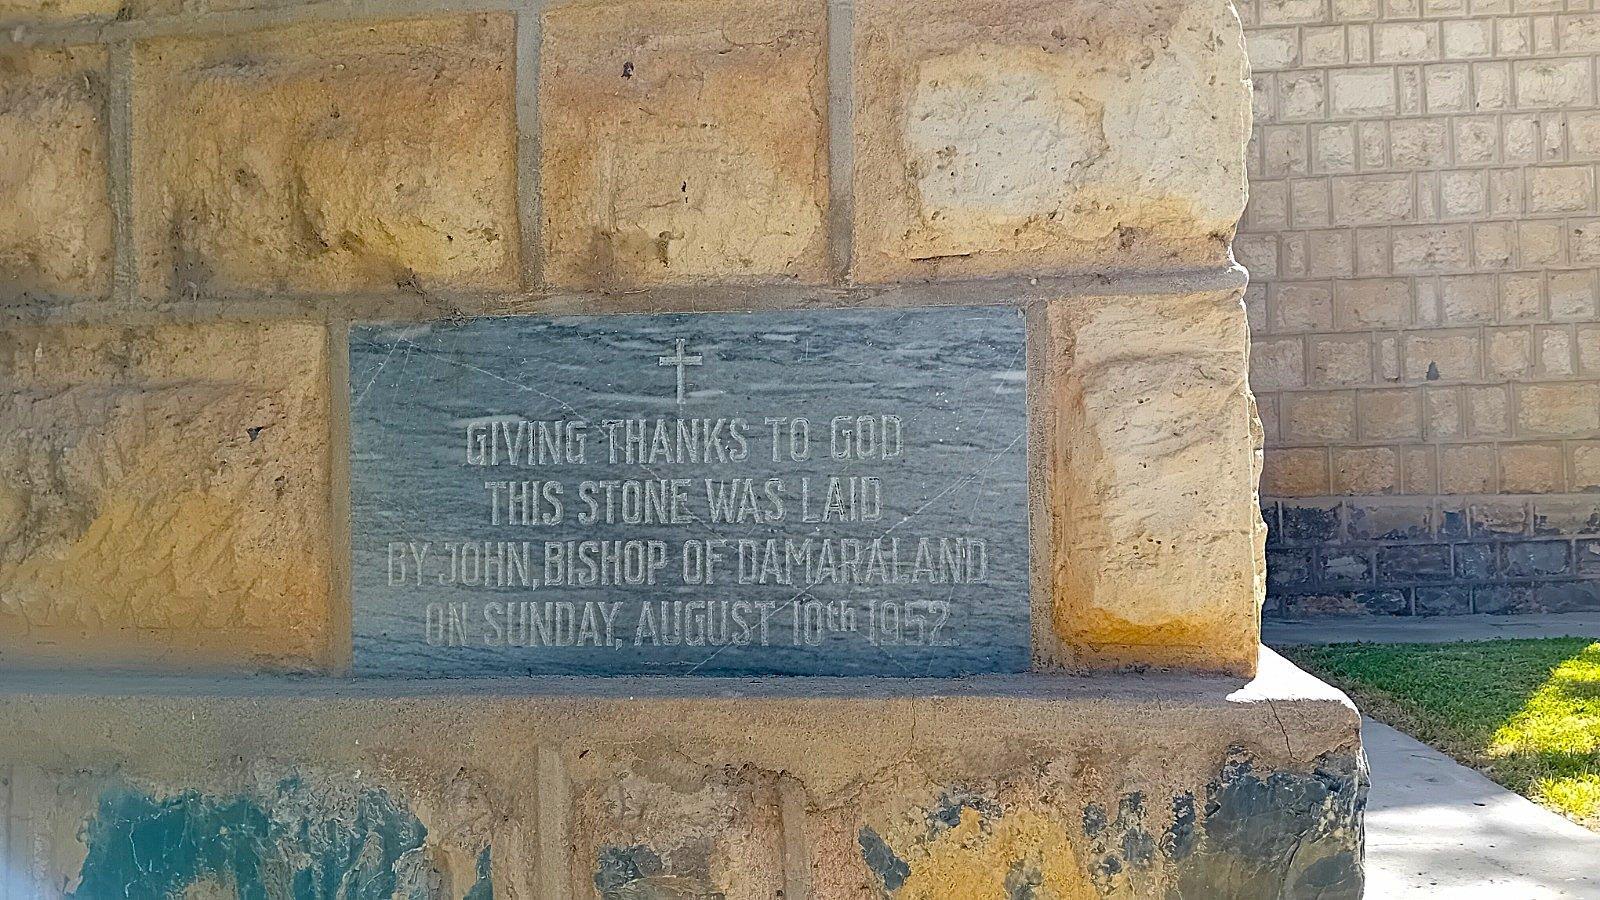 GIVING THANKS TO GOD
THIS STONE WAS LAID
BY JOHN, BISHOP OF DAMARALAND
ON SUNDAY, AUGUST 10th 1952.